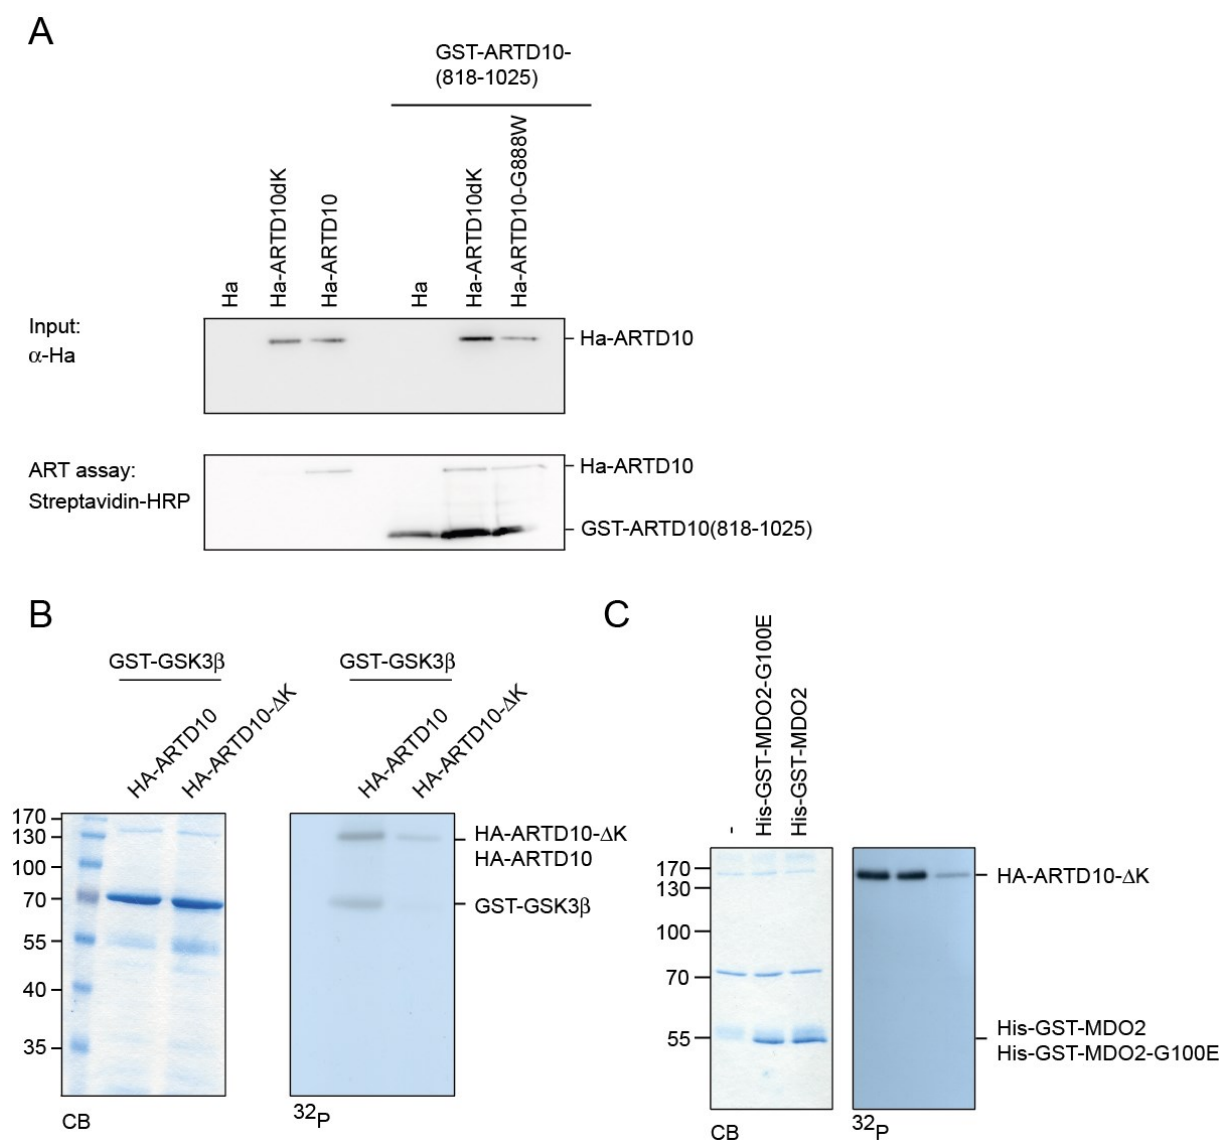 A
GST-ARTD10-
(818-1025)
Ha
Ha-ARTD10dK
Ha-ARTD10
Ha
Ha-ARTD10dK
Ha-ARTD10-G888W
Input:
α-Ha
Ha-ARTD10
ART assay:
Streptavidin-HRP
Ha-ARTD10
GST-ARTD10(818-1025)
B
GST-GSK3β
GST-GSK3β
HA-ARTD10
HA-ARTD10-ΔK
HA-ARTD10
HA-ARTD10-ΔK
170
130
100
70
55
40
35
HA-ARTD10-ΔK
HA-ARTD10
GST-GSK3β
CB
32P
C
-
His-GST-MDO2-G100E
His-GST-MDO2
170
130
100
70
55
HA-ARTD10-ΔK
His-GST-MDO2
His-GST-MDO2-G100E
CB
32P